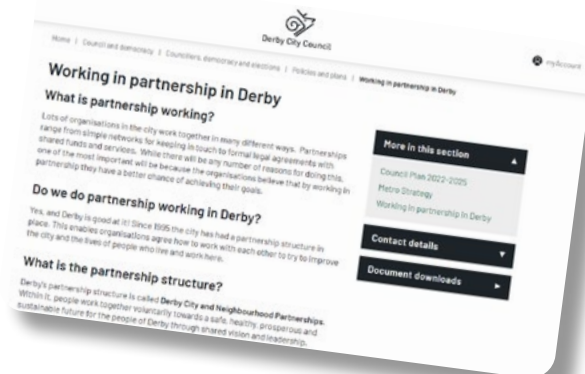 Derby City Council
myAccount
Home | Council and democracy | Councillors, democracy and elections | Policies and plans | Working in partnership in Derby
Working in partnership in Derby
What is partnership working?
Lots of organisations in the city work together in many different ways. Partnerships
range from simple networks for keeping in touch to formal legal agreements with
shared funds and services. While there will be any number of reasons for doing this,
one of the most important will be because the organisations believe that by working in
partnership they have a better chance of achieving their goals.
Do we do partnership working in Derby?
Yes, and Derby is good at it! Since 1995 the city has had a partnership structure in
place. This enables organisations agree how to work with each other to try to improve
the city and the lives of people who live and work here.
What is the partnership structure?
Derby's partnership structure is called Derby City and Neighbourhood Partnerships.
Within it, people work together voluntarily towards a safe, healthy, prosperous and
sustainable future for the people of Derby through shared vision and leadership.
More in this section
Council Plan 2022-2025
Metro Strategy
Working in partnership in Derby
Contact details
Document downloads